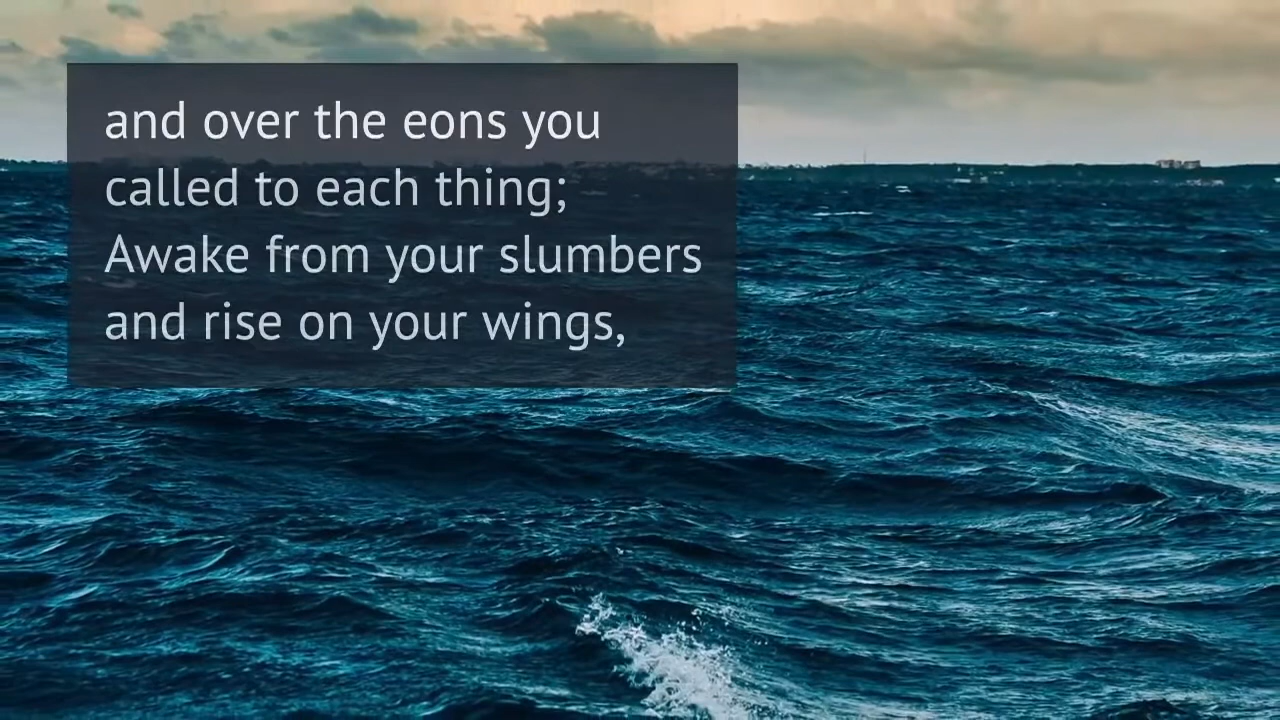 and over the eons you
called to each thing;
Awake from your slumbers
and rise on your wings,